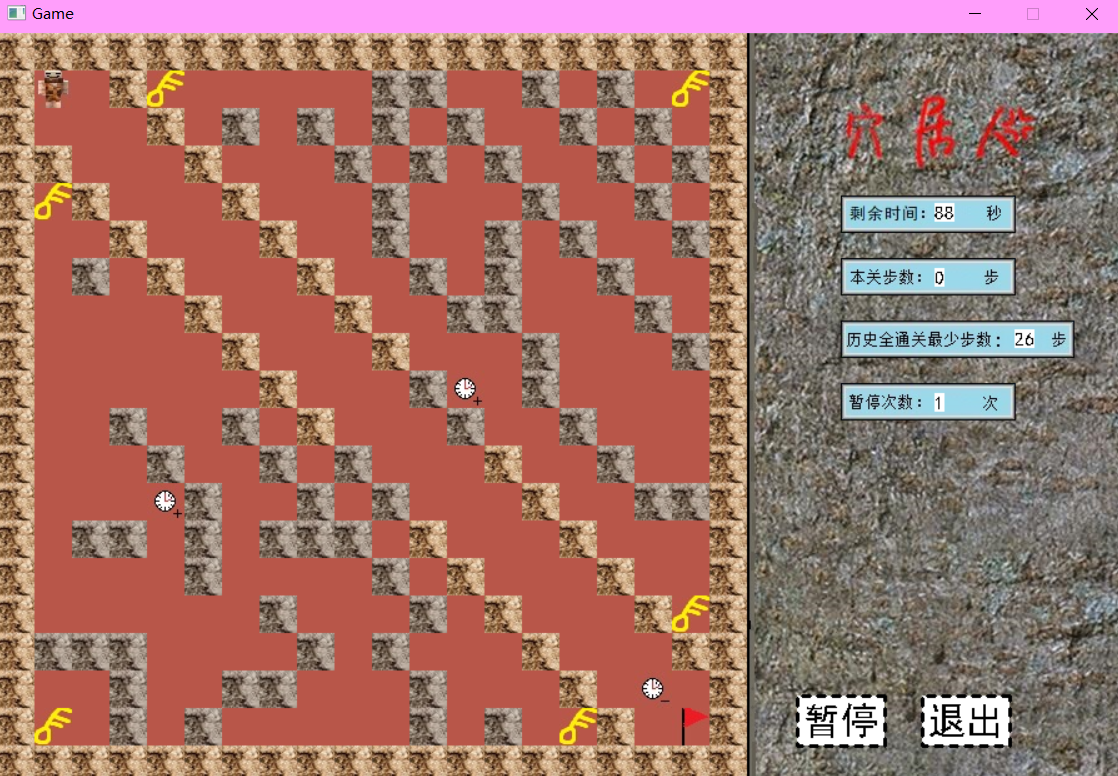 Game
穴居人
剩余时间：88 秒
本关步数：0 步
历史全通关最少步数：26 步
暂停次数：1 次
暂停
退出